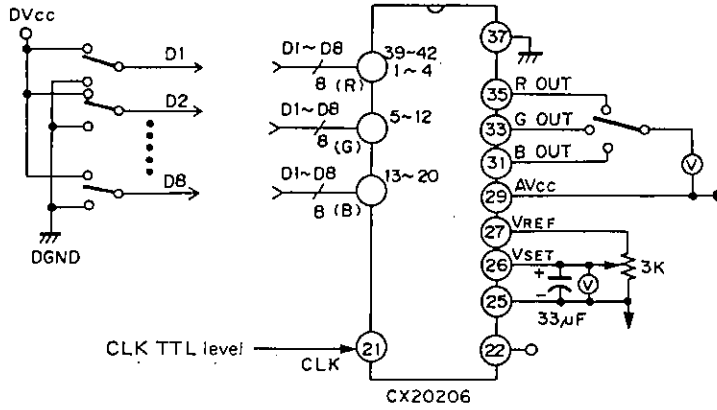 DVcc
D1
D2
D8
DGND
D1~D8
8 (R)
39~42
1~4
D1~D8
8 (G)
5~12
D1~D8
8 (B)
13~20
CLK TTL level
CLK
21
37
35
R OUT
33
G OUT
31
B OUT
V
29
AVcc
27
VREF
26
VSET
3K
+
V
−
25
33μF
22
CX20206